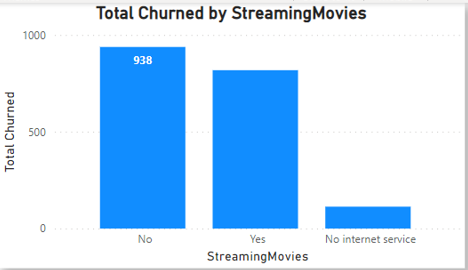 Total Churned by StreamingMovies
1000
938
500
0
Total Churned
No
Yes
No internet service
StreamingMovies